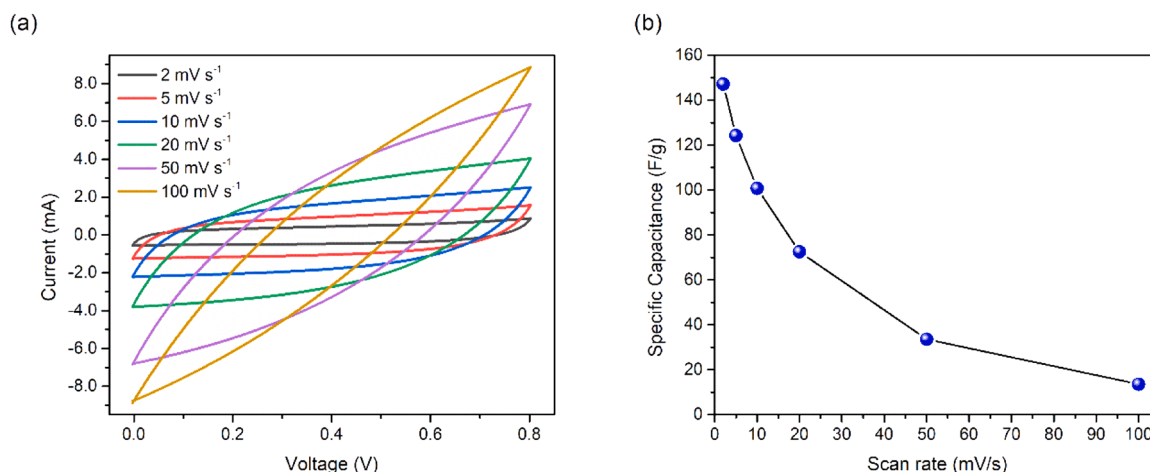 (a)
8.0
6.0
4.0
2.0
0.0
-2.0
-4.0
-6.0
-8.0
Current (mA)
2 mV s⁻¹
5 mV s⁻¹
10 mV s⁻¹
20 mV s⁻¹
50 mV s⁻¹
100 mV s⁻¹
0.0 0.2 0.4 0.6 0.8
Voltage (V)
(b)
160
140
120
100
80
60
40
20
0
Specific Capacitance (F/g)
0 10 20 30 40 50 60 70 80 90 100
Scan rate (mV/s)